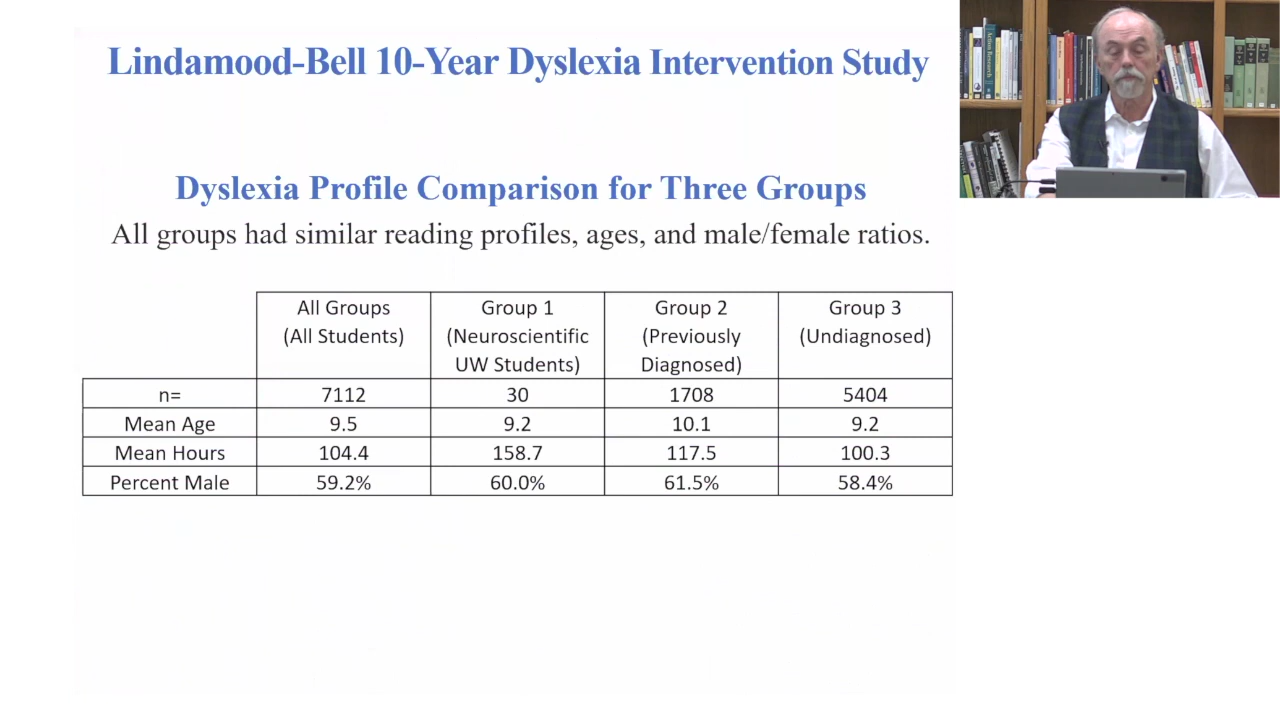 Lindamood-Bell 10-Year Dyslexia Intervention Study
Dyslexia Profile Comparison for Three Groups
All groups had similar reading profiles, ages, and male/female ratios.
All Groups (All Students) Group 1 (Neuroscientific UW Students) Group 2 (Previously Diagnosed) Group 3 (Undiagnosed)
n= 7112 30 1708 5404
Mean Age 9.5 9.2 10.1 9.2
Mean Hours 104.4 158.7 117.5 100.3
Percent Male 59.2% 60.0% 61.5% 58.4%
Action Research